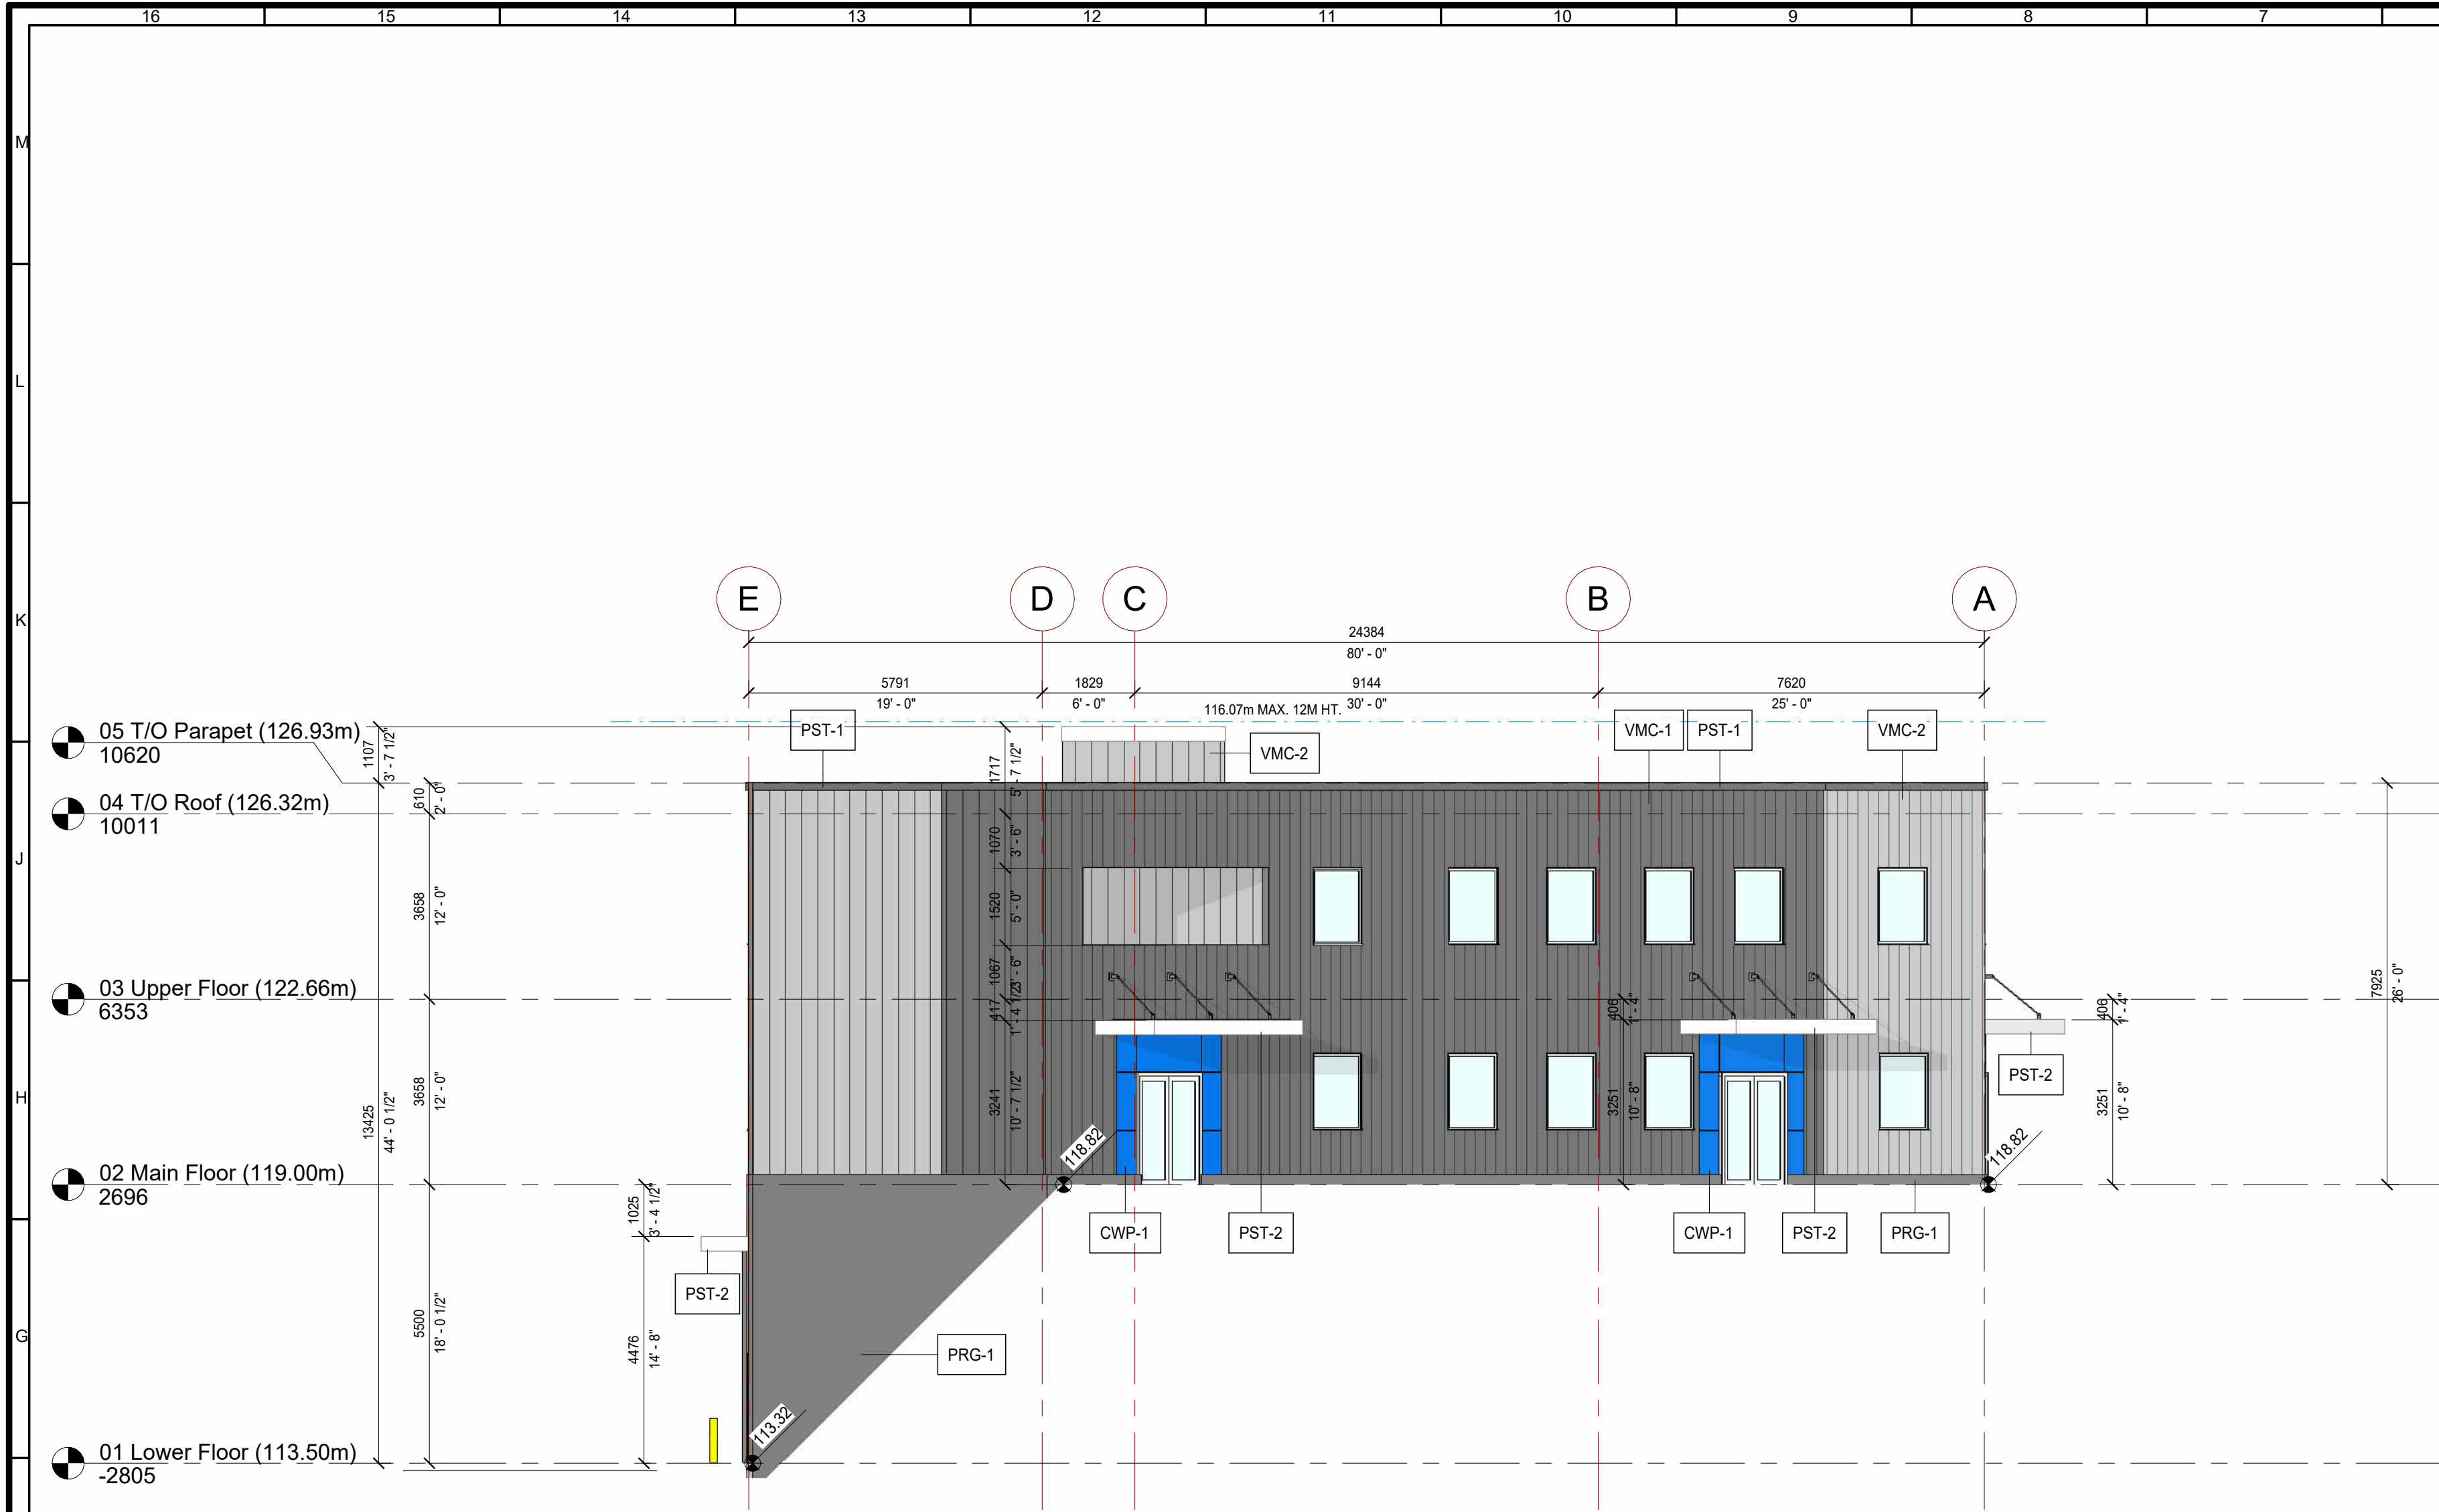 16 15 14 13 12 11 10 9 8 7
M
L
K
J
H
G
E D C B A
24384
80' - 0"
5791 1829 9144 7620
19' - 0" 6' - 0" 30' - 0" 25' - 0"
116.07m MAX. 12M HT.
PST-1 VMC-1 PST-1 VMC-2
VMC-2
05 T/O Parapet (126.93m)
10620
04 T/O Roof (126.32m)
10011
03 Upper Floor (122.66m)
6353
02 Main Floor (119.00m)
2696
01 Lower Floor (113.50m)
-2805
1107
3' - 7 1/2"
13425
44' - 0 1/2"
610
2' - 0"
3658
12' - 0"
3658
12' - 0"
5500
18' - 0 1/2"
1025
3' - 4 1/2"
4476
14' - 8"
1717
5' - 7 1/2"
1070
3' - 6"
1520
5' - 0"
1067
3' - 6"
417
1' - 4 1/2"
3241
10' - 7 1/2"
406
1' - 4"
3251
10' - 8"
406
1' - 4"
3251
10' - 8"
7925
26' - 0"
118.82
118.82
113.32
PST-2
CWP-1 PST-2 CWP-1 PST-2 PRG-1
PST-2
PRG-1